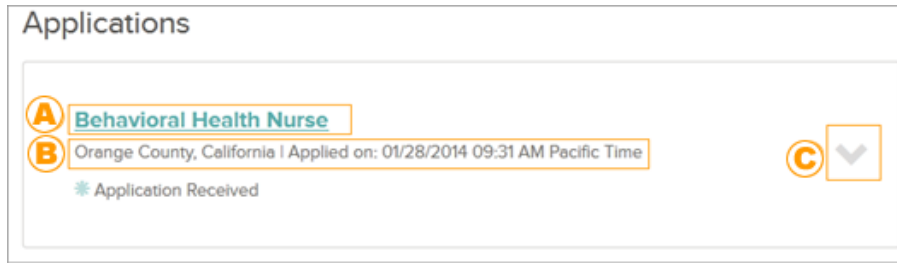 Applications
A
Behavioral Health Nurse
B
Orange County, California | Applied on: 01/28/2014 09:31 AM Pacific Time
C
Application Received